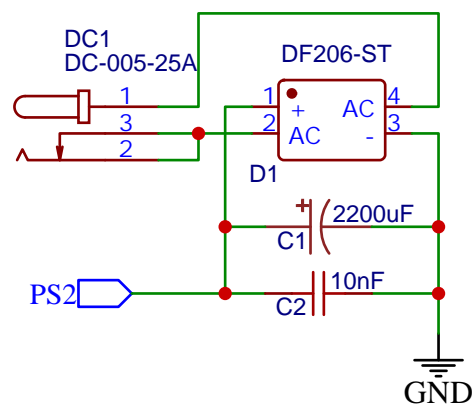 DC1
DC-005-25A
DF206-ST
1
3
2
1
+
2
AC
AC
4
-
3
D1
+
2200uF
C1
10nF
C2
PS2
GND